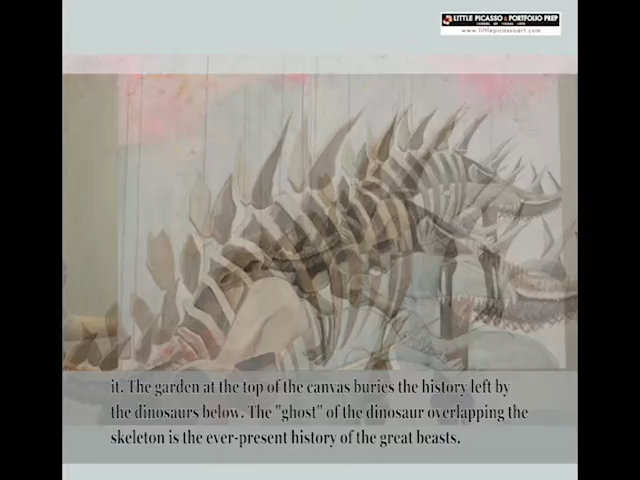 LITTLE PICASSO & PORTFOLIO PREP
www.littlepicassoart.com
it. The garden at the top of the canvas buries the history left by
the dinosaurs below. The "ghost" of the dinosaur overlapping the
skeleton is the ever-present history of the great beasts.